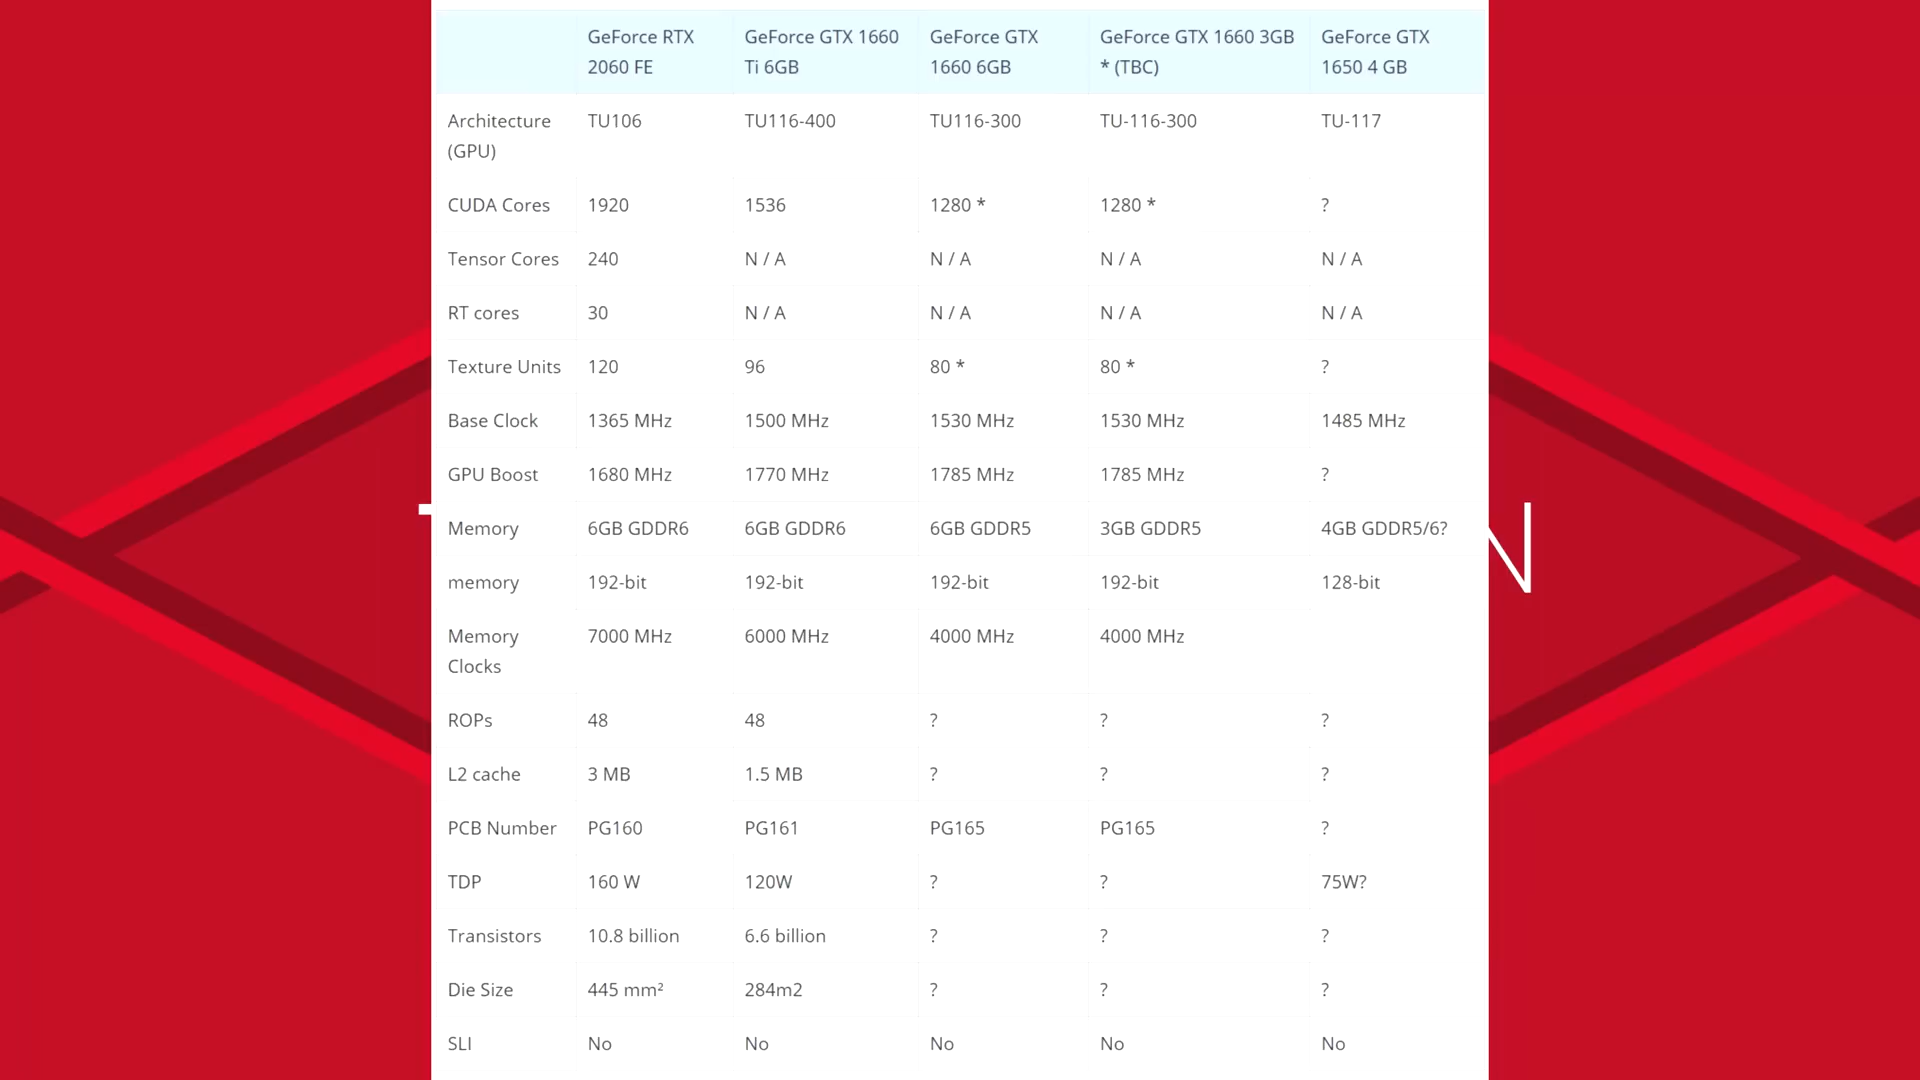 GeForce RTX 2060 FE GeForce GTX 1660 Ti 6GB GeForce GTX 1660 6GB GeForce GTX 1660 3GB * (TBC) GeForce GTX 1650 4 GB
Architecture (GPU) TU106 TU116-400 TU116-300 TU-116-300 TU-117
CUDA Cores 1920 1536 1280 * 1280 * ?
Tensor Cores 240 N / A N / A N / A N / A
RT cores 30 N / A N / A N / A N / A
Texture Units 120 96 80 * 80 * ?
Base Clock 1365 MHz 1500 MHz 1530 MHz 1530 MHz 1485 MHz
GPU Boost 1680 MHz 1770 MHz 1785 MHz 1785 MHz ?
Memory 6GB GDDR6 6GB GDDR6 6GB GDDR5 3GB GDDR5 4GB GDDR5/6?
memory 192-bit 192-bit 192-bit 192-bit 128-bit
Memory Clocks 7000 MHz 6000 MHz 4000 MHz 4000 MHz
ROPs 48 48 ? ? ?
L2 cache 3 MB 1.5 MB ? ? ?
PCB Number PG160 PG161 PG165 PG165 ?
TDP 160 W 120W ? ? 75W?
Transistors 10.8 billion 6.6 billion ? ? ?
Die Size 445 mm² 284m2 ? ? ?
SLI No No No No No